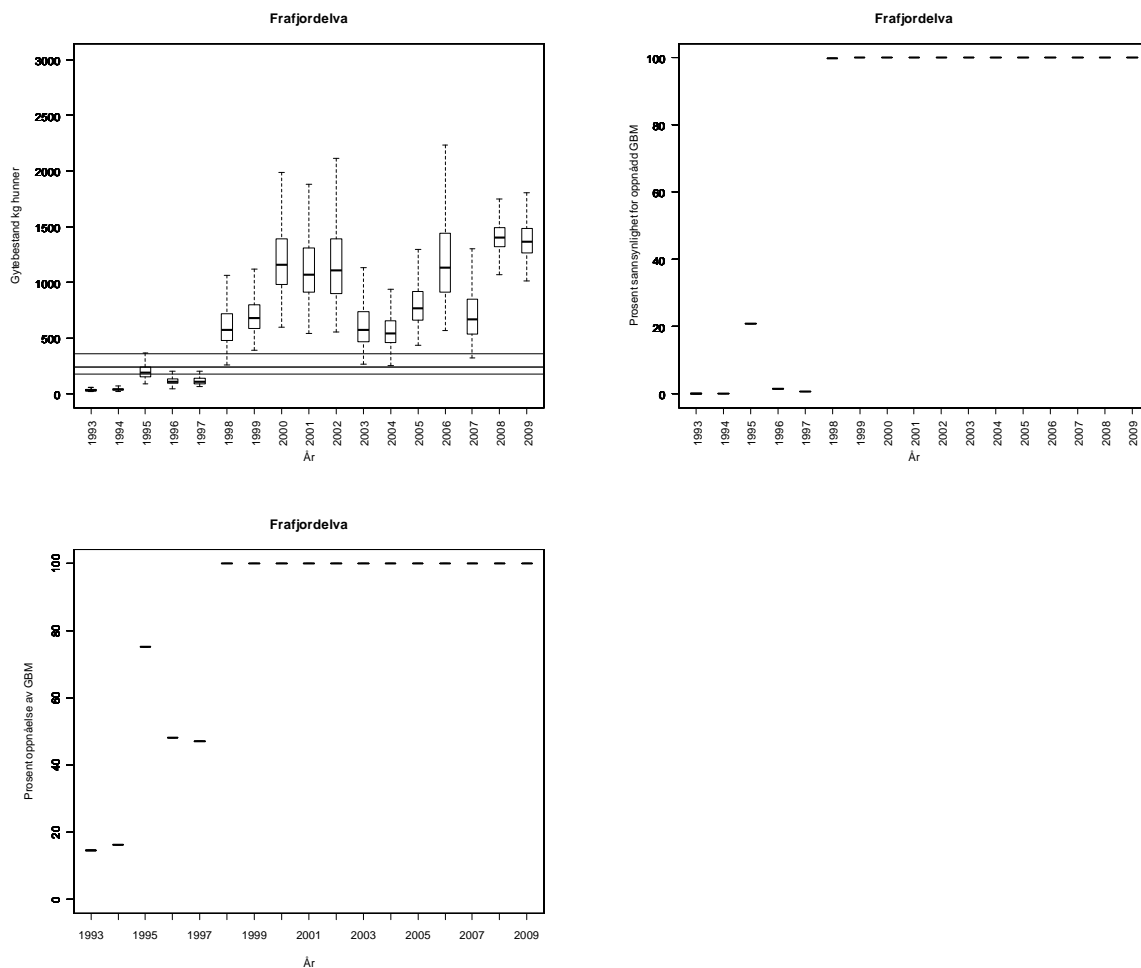 Frafjordelva
Gytebestand kg hunner
3000
2500
2000
1500
1000
500
0
1993 1994 1995 1996 1997 1998 1999 2000 2001 2002 2003 2004 2005 2006 2007 2008 2009
År
Frafjordelva
Prosent sannsynlighet for oppnådd GBM
100
80
60
40
20
0
1993 1994 1995 1996 1997 1998 1999 2000 2001 2002 2003 2004 2005 2006 2007 2008 2009
År
Frafjordelva
Prosent oppnåelse av GBM
100
80
60
40
20
0
1993 1995 1997 1999 2001 2003 2005 2007 2009
År